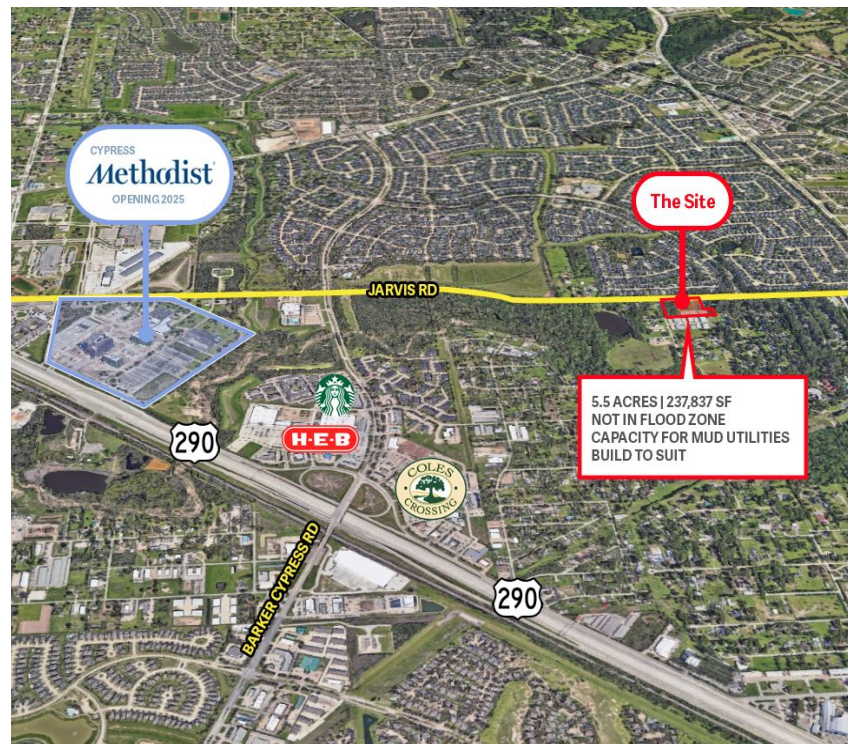 CYPRESS
Methodist
OPENING 2025
The Site
JARVIS RD
5.5 ACRES | 237,837 SF
NOT IN FLOOD ZONE
CAPACITY FOR MUD UTILITIES
BUILD TO SUIT
290
H-E-B
COLES
CROSSING
BARKER CYPRESS RD
290